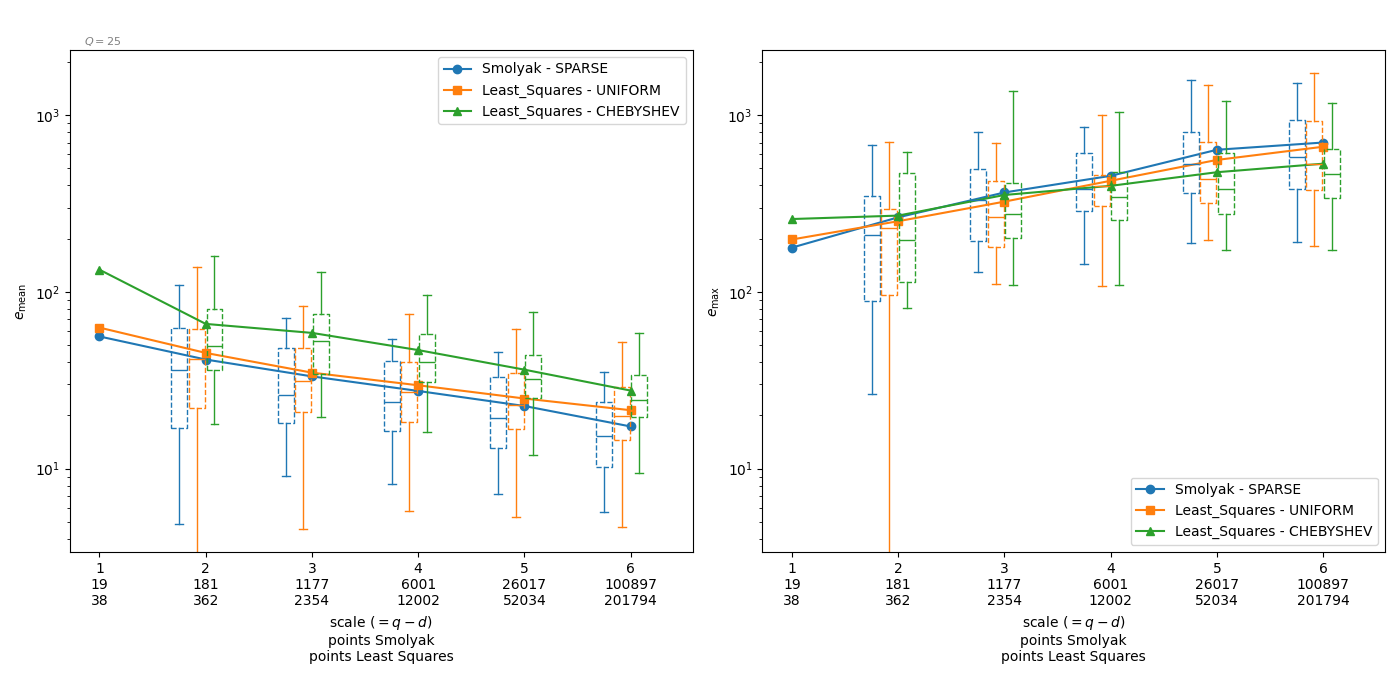 Q = 25
Smolyak - SPARSE
Least_Squares - UNIFORM
Least_Squares - CHEBYSHEV
10³
10²
10¹
e_mean
1 2 3 4 5 6
19 181 1177 6001 26017 100897
38 362 2354 12002 52034 201794
scale (= q − d)
points Smolyak
points Least Squares
10³
10²
10¹
e_max
Smolyak - SPARSE
Least_Squares - UNIFORM
Least_Squares - CHEBYSHEV
1 2 3 4 5 6
19 181 1177 6001 26017 100897
38 362 2354 12002 52034 201794
scale (= q − d)
points Smolyak
points Least Squares